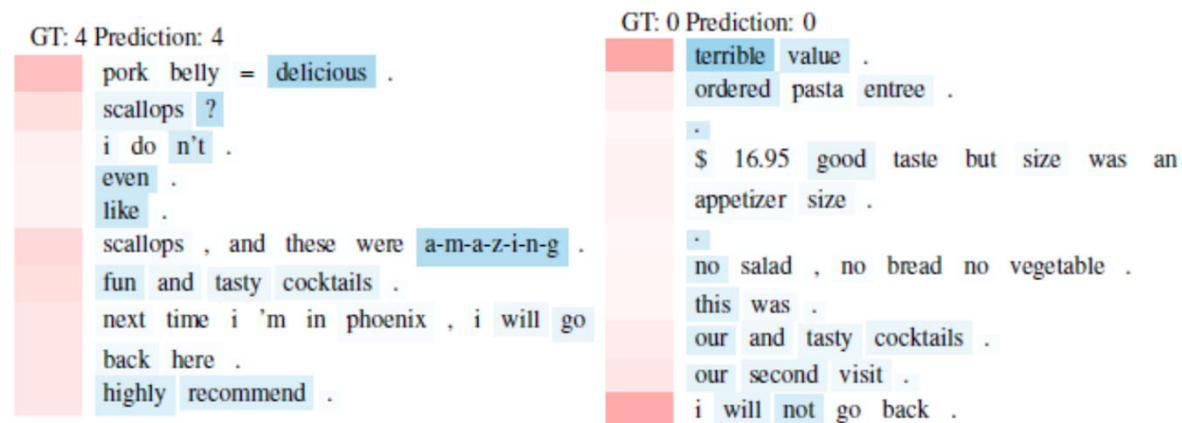 GT: 4 Prediction: 4
pork belly = delicious .
scallops ?
i do n't .
even .
like .
scallops , and these were a-m-a-z-i-n-g .
fun and tasty cocktails .
next time i 'm in phoenix , i will go
back here .
highly recommend .
GT: 0 Prediction: 0
terrible value .
ordered pasta entree .
.
$ 16.95 good taste but size was an
appetizer size .
.
no salad , no bread no vegetable .
this was .
our and tasty cocktails .
our second visit .
i will not go back .